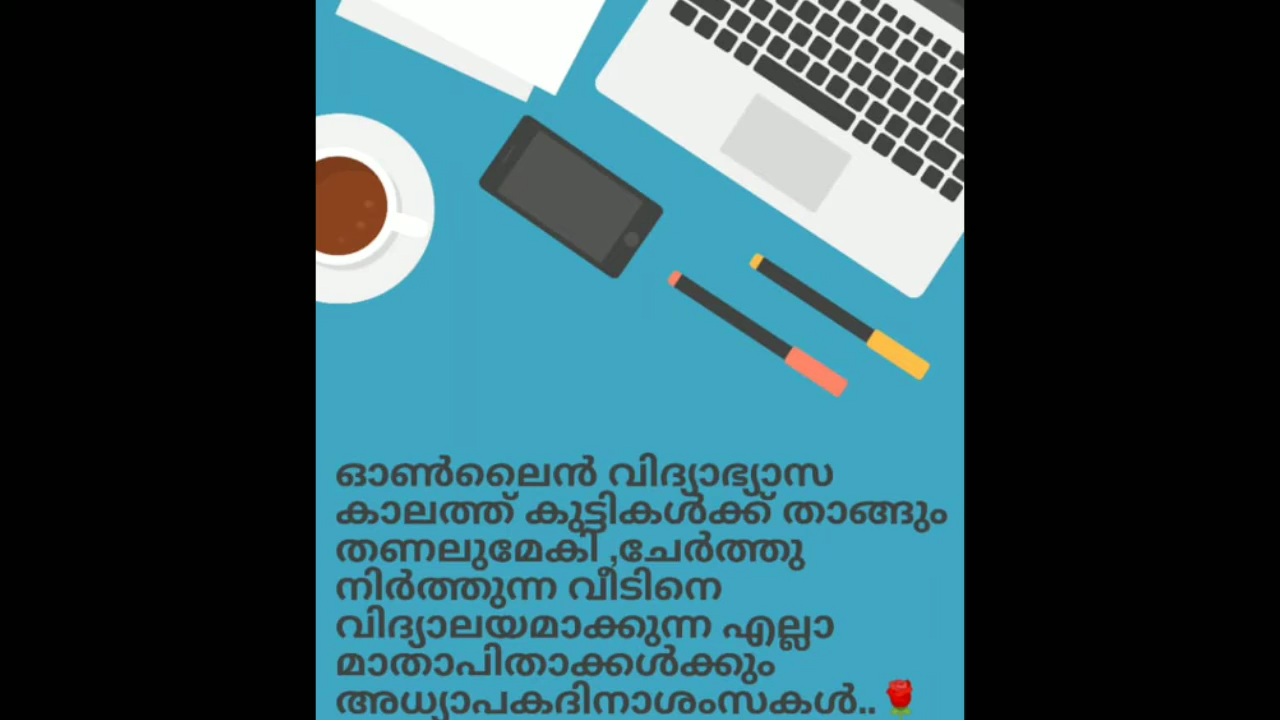 ഓൺലൈൻ വിദ്യാഭ്യാസ
കാലത്ത് കുട്ടികൾക്ക് താങ്ങും
തണലുമേകി ,ചേർത്തു
നിർത്തുന്ന വീടിനെ
വിദ്യാലയമാക്കുന്ന എല്ലാ
മാതാപിതാക്കൾക്കും
അധ്യാപകദിനാശംസകൾ..🌹